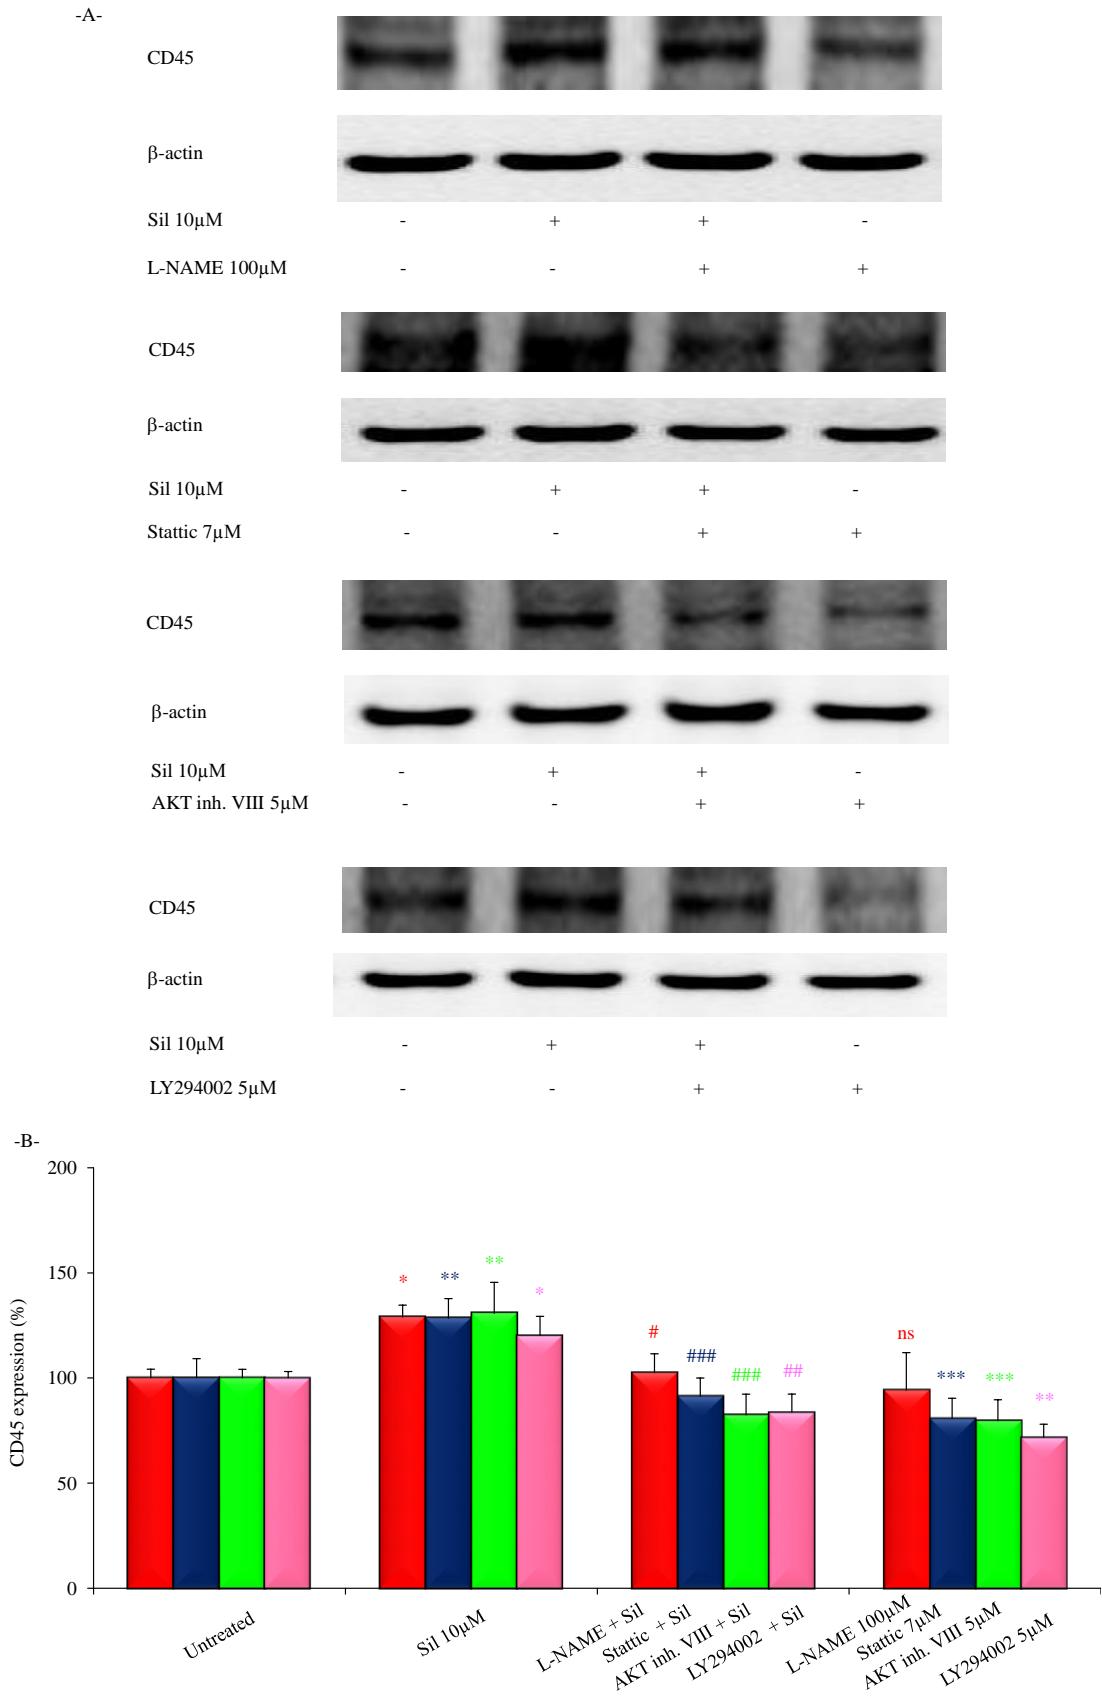 -A-
CD45
β-actin
Sil 10µM - + + -
L-NAME 100µM - - + +
CD45
β-actin
Sil 10µM - + + -
Stattic 7µM - - + +
CD45
β-actin
Sil 10µM - + + -
AKT inh. VIII 5µM - - + +
CD45
β-actin
Sil 10µM - + + -
LY294002 5µM - - + +
-B-
CD45 expression (%)
200
150
100
50
0
* ** ** *
# ### ### ##
ns *** *** **
Untreated
Sil 10µM
L-NAME + Sil
Stattic + Sil
AKT inh. VIII + Sil
LY294002 + Sil
L-NAME 100µM
Stattic 7µM
AKT inh. VIII 5µM
LY294002 5µM